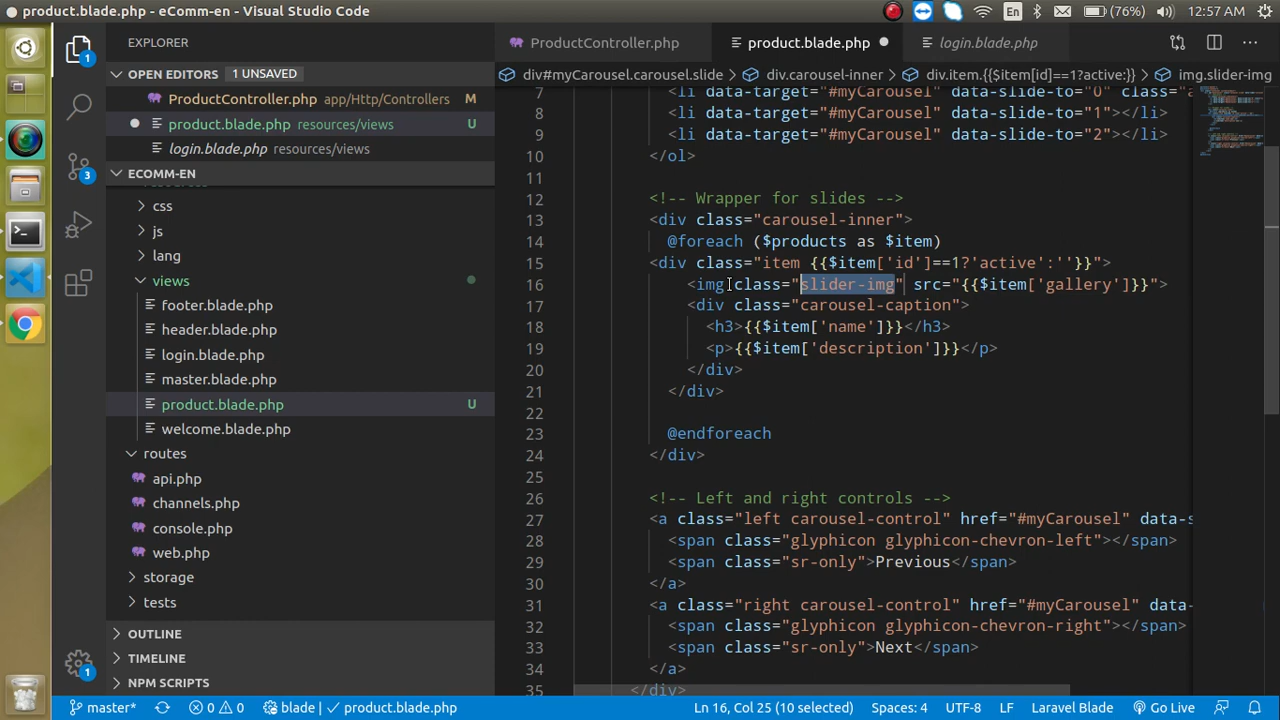 product.blade.php - eComm-en - Visual Studio Code
En
(76%)
12:57 AM
EXPLORER
OPEN EDITORS
1 UNSAVED
ProductController.php app/Http/Controllers M
product.blade.php resources/views U
login.blade.php resources/views
ECOMM-EN
css
js
lang
views
footer.blade.php
header.blade.php
login.blade.php
master.blade.php
product.blade.php U
welcome.blade.php
routes
api.php
channels.php
console.php
web.php
storage
tests
OUTLINE
TIMELINE
NPM SCRIPTS
1
3
1
ProductController.php
product.blade.php
login.blade.php
div#myCarousel.carousel.slide
div.carousel-inner
div.item.{{$item[id]==1?active:}}
img.slider-img
7 <li data-target="#myCarousel" data-slide-to="0" class="a
8 <li data-target="#myCarousel" data-slide-to="1"></li>
9 <li data-target="#myCarousel" data-slide-to="2"></li>
10 </ol>
11
12 <!-- Wrapper for slides -->
13 <div class="carousel-inner">
14 @foreach ($products as $item)
15 <div class="item {{$item['id']==1?'active':''}}">
16 <img class="slider-img" src="{{$item['gallery']}}">
17 <div class="carousel-caption">
18 <h3>{{$item['name']}}</h3>
19 <p>{{$item['description']}}</p>
20 </div>
21 </div>
22
23 @endforeach
24 </div>
25
26 <!-- Left and right controls -->
27 <a class="left carousel-control" href="#myCarousel" data-s
28 <span class="glyphicon glyphicon-chevron-left"></span>
29 <span class="sr-only">Previous</span>
30 </a>
31 <a class="right carousel-control" href="#myCarousel" data-
32 <span class="glyphicon glyphicon-chevron-right"></span>
33 <span class="sr-only">Next</span>
34 </a>
35 </div>
master*
0
0
blade
product.blade.php
Ln 16, Col 25 (10 selected)
Spaces: 4
UTF-8
LF
Laravel Blade
Go Live